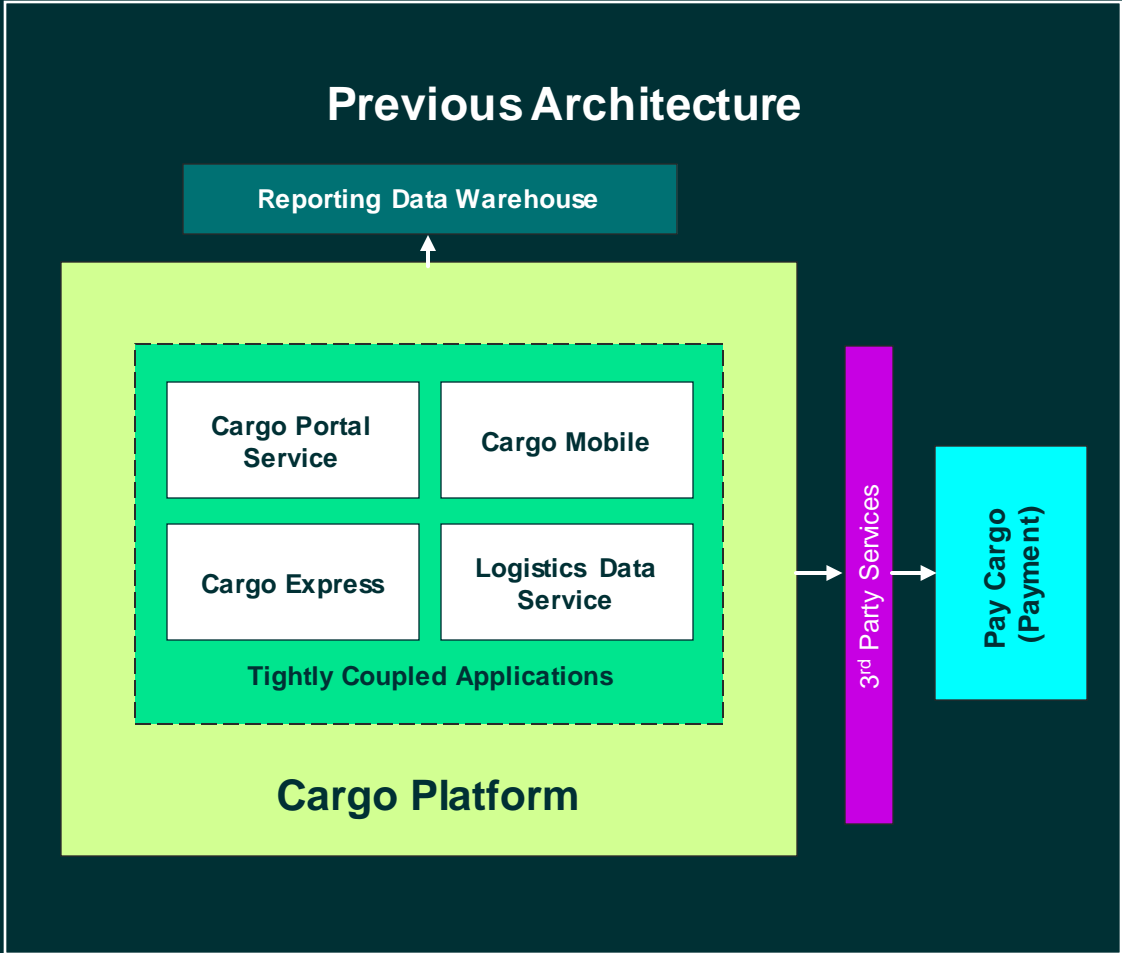 Previous Architecture
Reporting Data Warehouse
Cargo Portal
Service
Cargo Mobile
Cargo Express
Logistics Data
Service
Tightly Coupled Applications
Cargo Platform
3rd Party Services
Pay Cargo
(Payment)